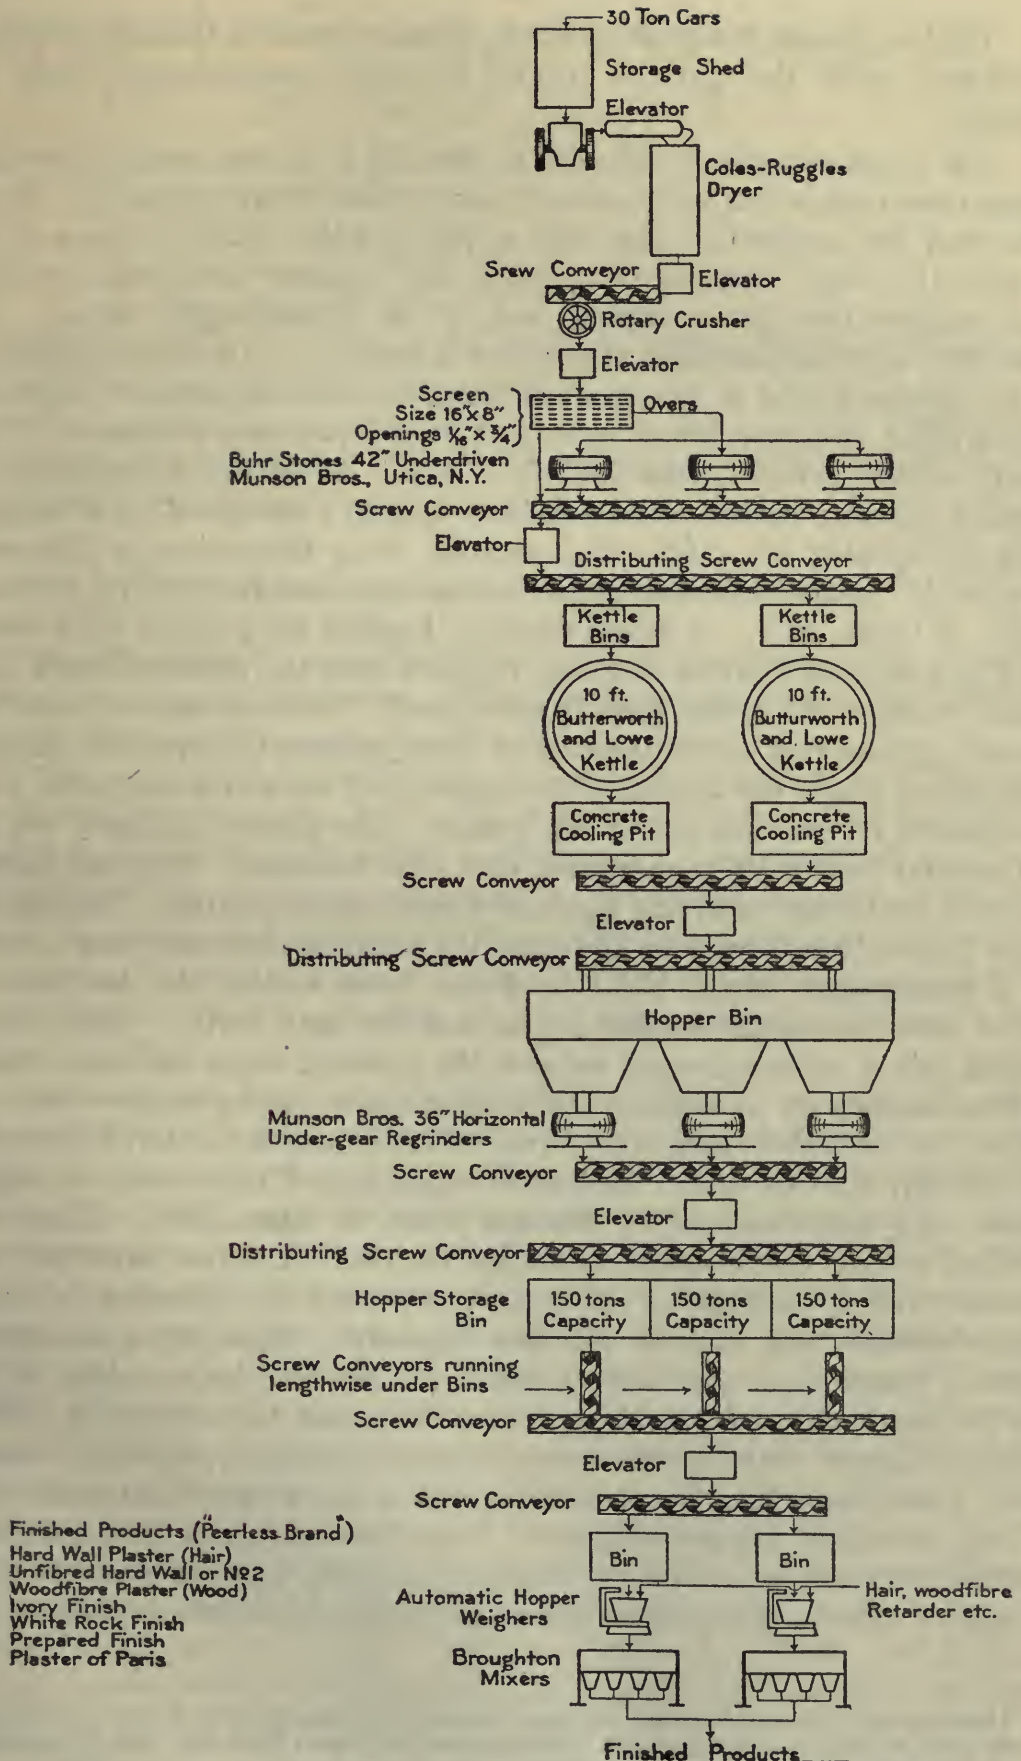 30 Ton Cars
Storage Shed
Elevator
Coles-Ruggles
Dryer
Srew Conveyor
Elevator
Rotary Crusher
Elevator
Screen
Size 16"x 8"
Openings 1/16" x 3/4"
Overs
Buhr Stones 42" Underdriven
Munson Bros., Utica, N.Y.
Screw Conveyor
Elevator
Distributing Screw Conveyor
Kettle
Bins
Kettle
Bins
10 ft.
Butterworth
and Lowe
Kettle
10 ft.
Butturworth
and. Lowe
Kettle
Concrete
Cooling Pit
Concrete
Cooling Pit
Screw Conveyor
Elevator
Distributing Screw Conveyor
Hopper Bin
Munson Bros. 36" Horizontal
Under-gear Regrinders
Screw Conveyor
Elevator
Distributing Screw Conveyor
Hopper Storage
Bin
150 tons
Capacity
150 tons
Capacity
150 tons
Capacity
Screw Conveyors running
lengthwise under Bins
Screw Conveyor
Elevator
Screw Conveyor
Bin
Bin
Automatic Hopper
Weighers
Hair, woodfibre
Retarder etc.
Broughton
Mixers
Finished Products
Finished Products ("Peerless Brand")
Hard Wall Plaster (Hair)
Unfibred Hard Wall or Nº2
Woodfibre Plaster (Wood)
Ivory Finish
White Rock Finish
Prepared Finish
Plaster of Paris